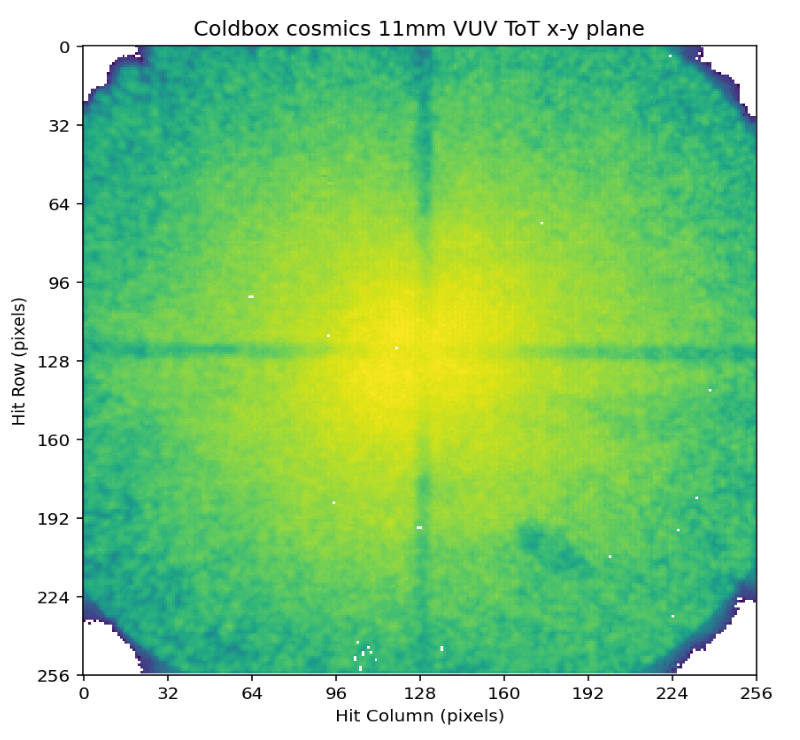 Coldbox cosmics 11mm VUV ToT x-y plane
0
32
64
96
128
160
192
224
256
Hit Row (pixels)
0 32 64 96 128 160 192 224 256
Hit Column (pixels)